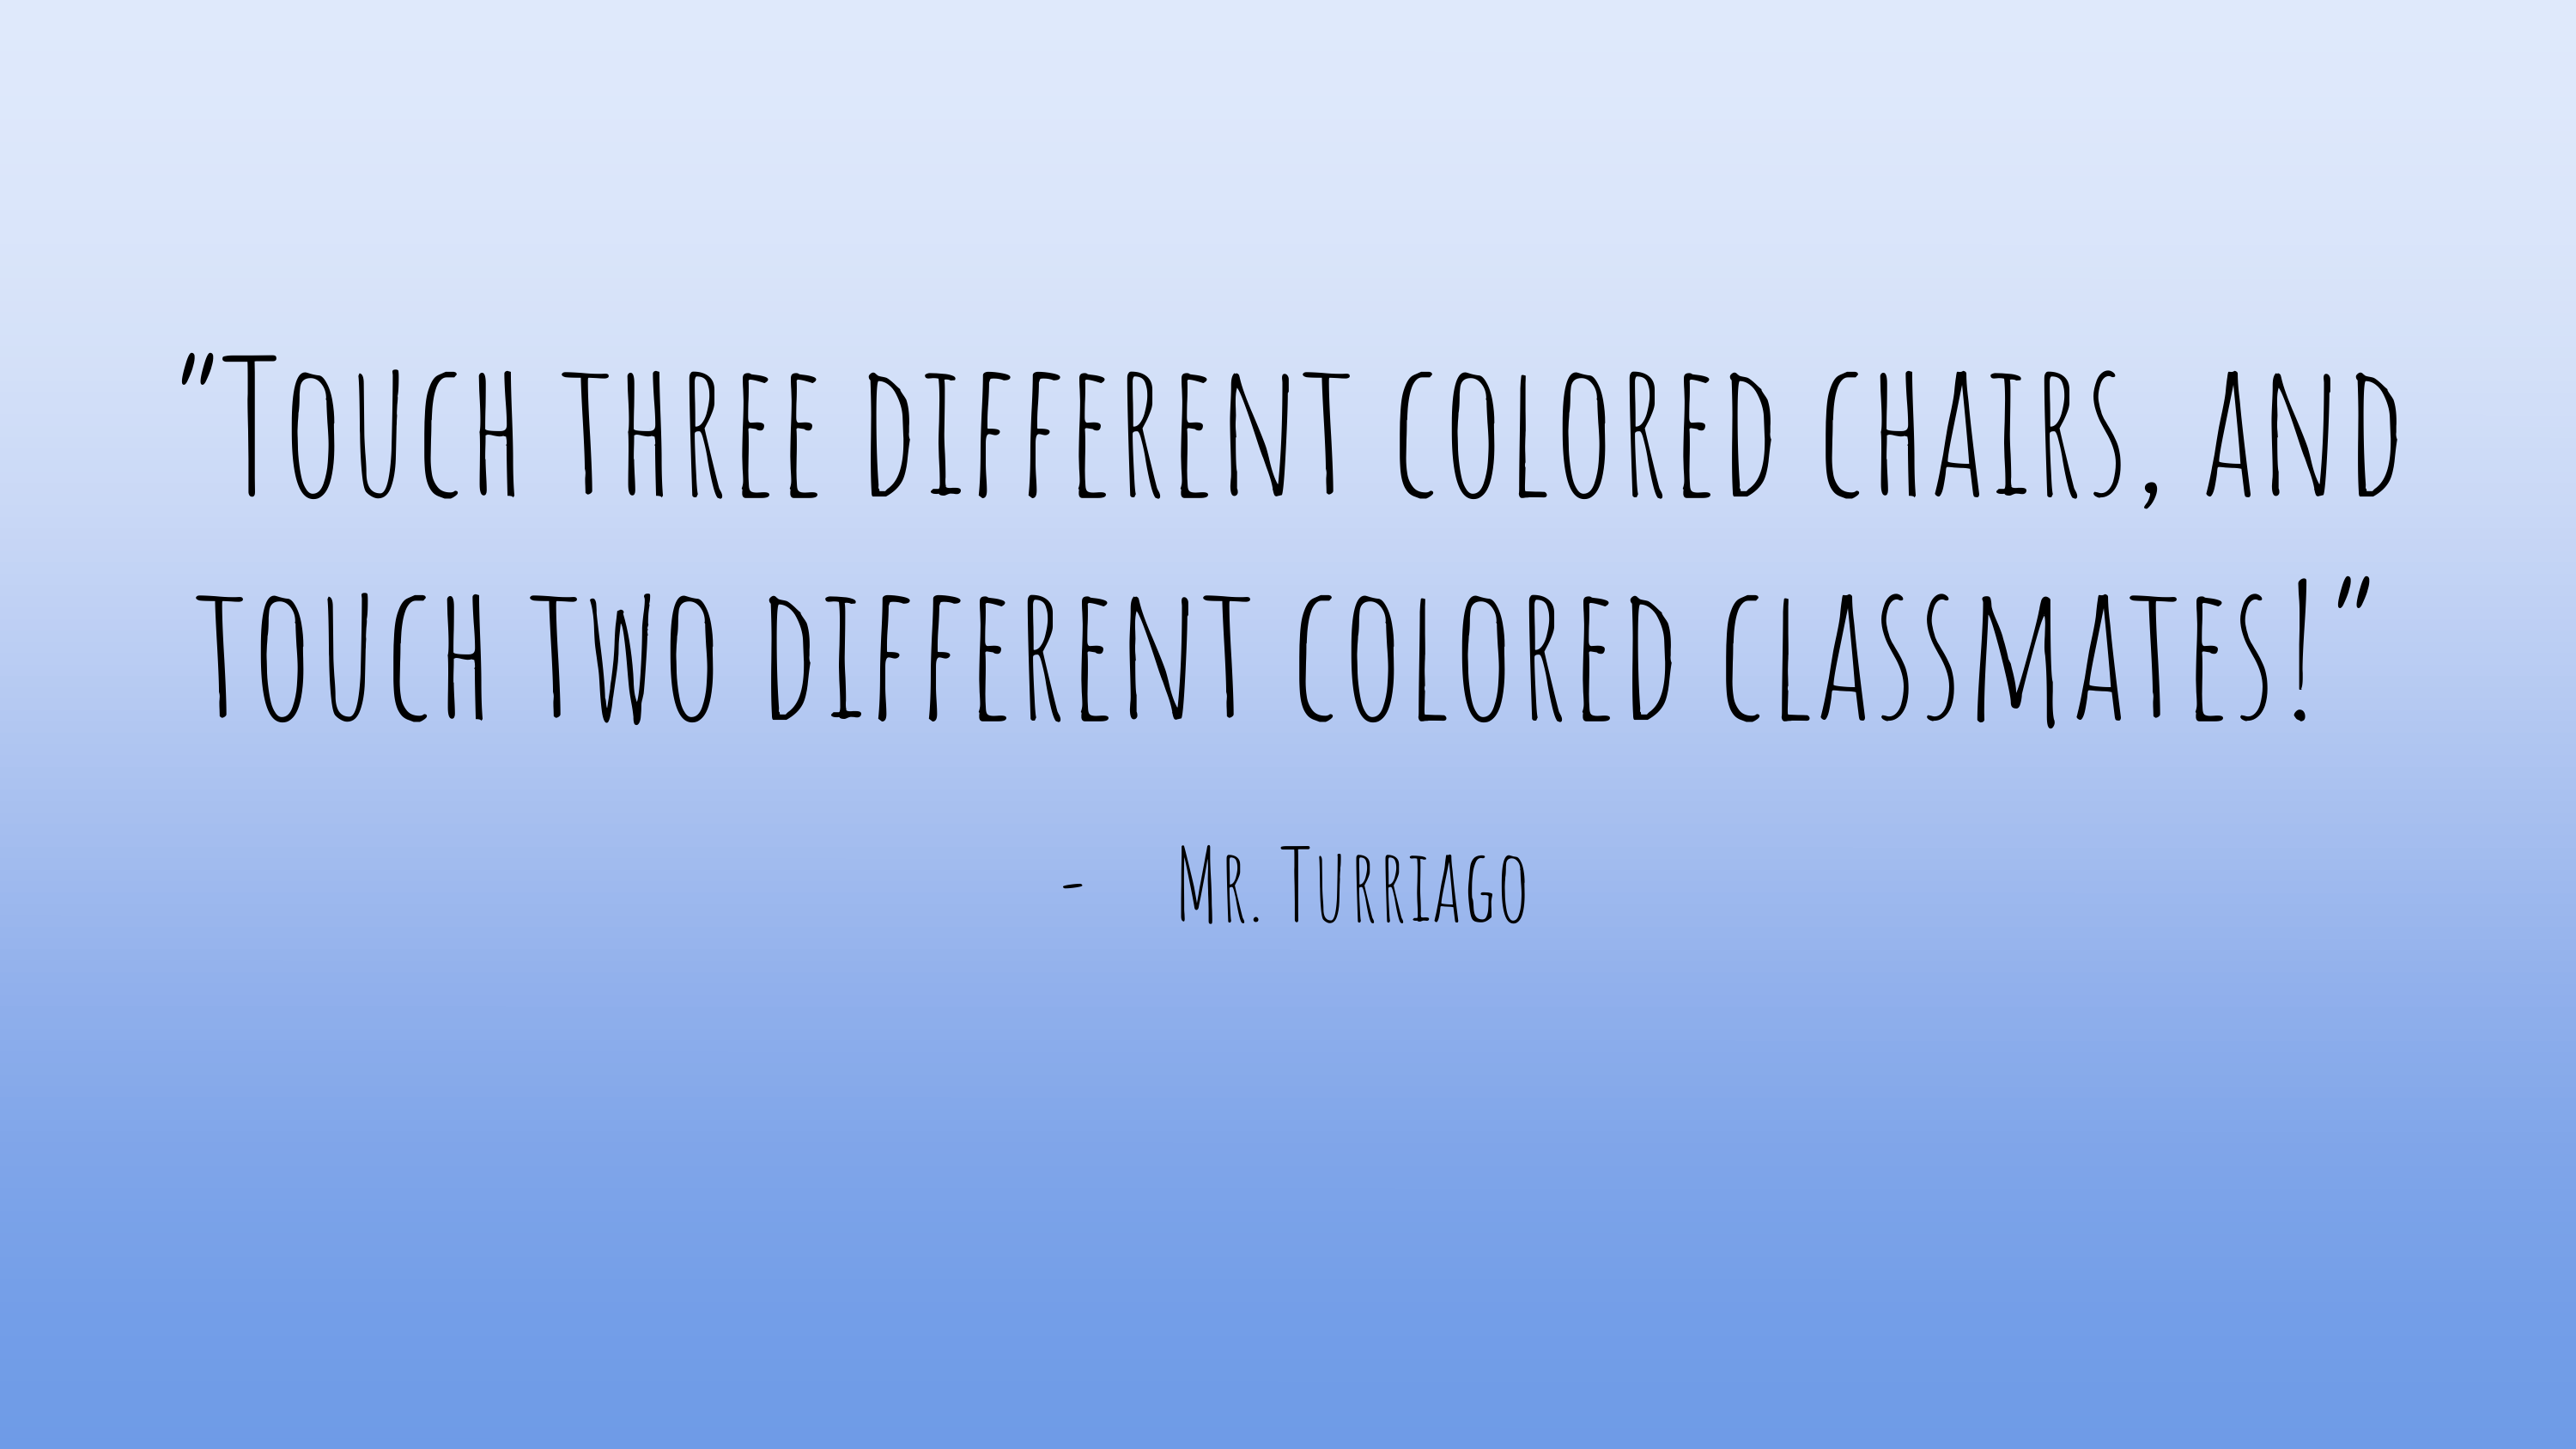 "Touch three different colored chairs, and
touch two different colored classmates!"
- Mr. Turriago